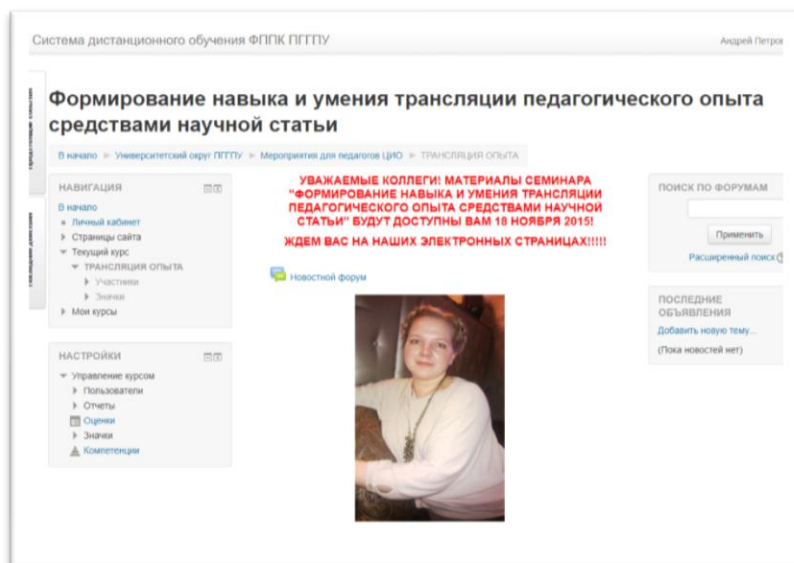 Система дистанционного обучения ФППК ПГГПУ
Андрей Петров
Формирование навыка и умения трансляции педагогического опыта
средствами научной статьи
В начало ► Университетский округ ПГГПУ ► Мероприятия для педагогов ЦИО ► ТРАНСЛЯЦИЯ ОПЫТА
НАВИГАЦИЯ
В начало
Личный кабинет
Страницы сайта
Текущий курс
ТРАНСЛЯЦИЯ ОПЫТА
Участники
Значки
Мои курсы
НАСТРОЙКИ
Управление курсом
Пользователи
Отчеты
Оценки
Значки
Компетенции
УВАЖАЕМЫЕ КОЛЛЕГИ! МАТЕРИАЛЫ СЕМИНАРА
"ФОРМИРОВАНИЕ НАВЫКА И УМЕНИЯ ТРАНСЛЯЦИИ
ПЕДАГОГИЧЕСКОГО ОПЫТА СРЕДСТВАМИ НАУЧНОЙ
СТАТЬИ" БУДУТ ДОСТУПНЫ ВАМ 18 НОЯБРЯ 2015!
ЖДЕМ ВАС НА НАШИХ ЭЛЕКТРОННЫХ СТРАНИЦАХ!!!!!
Новостной форум
ПОИСК ПО ФОРУМАМ
Применить
Расширенный поиск
ПОСЛЕДНИЕ
ОБЪЯВЛЕНИЯ
Добавить новую тему...
(Пока новостей нет)